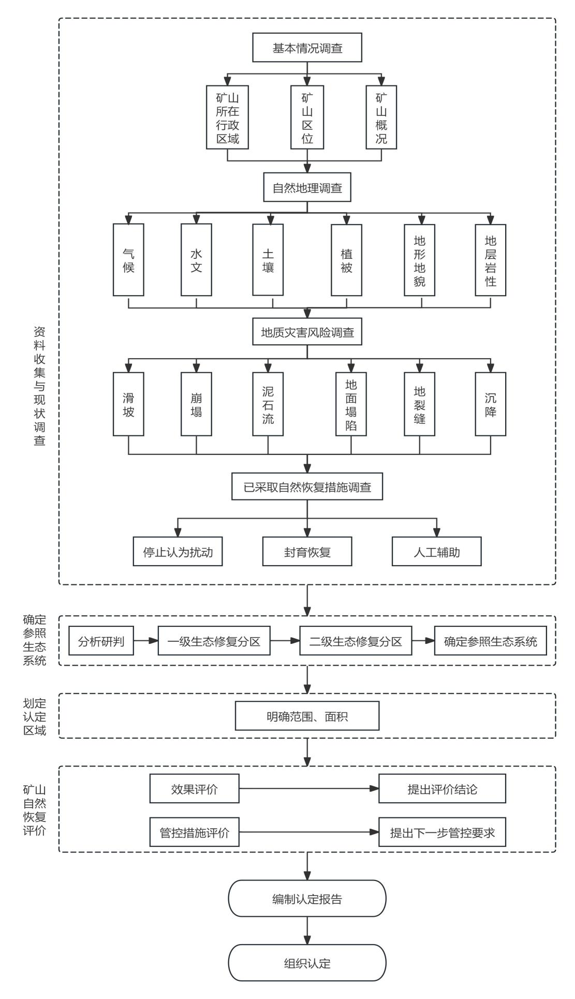 基本情况调查
矿山
所在
行政
区域
矿
山
区
位
矿
山
概
况
自然地理调查
气
候
水
文
土
壤
植
被
地
形
地
貌
地
层
岩
性
地质灾害风险调查
滑
坡
崩
塌
泥
石
流
地
面
塌
陷
地
裂
缝
沉
降
已采取自然恢复措施调查
停止认为扰动
封育恢复
人工辅助
资
料
收
集
与
现
状
调
查
确定
参照
生态
系统
分析研判
一级生态修复分区
二级生态修复分区
确定参照生态系统
划定
认定
区域
明确范围、面积
矿山
自然
恢复
评价
效果评价
提出评价结论
管控措施评价
提出下一步管控要求
编制认定报告
组织认定